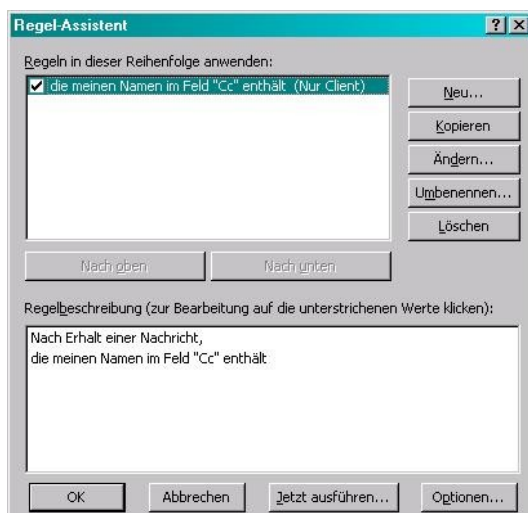 Regel-Assistent
Regeln in dieser Reihenfolge anwenden:
die meinen Namen im Feld "Cc" enthält (Nur Client)
Neu...
Kopieren
Ändern...
Umbenennen...
Löschen
Nach oben
Nach unten
Regelbeschreibung (zur Bearbeitung auf die unterstrichenen Werte klicken):
Nach Erhalt einer Nachricht,
die meinen Namen im Feld "Cc" enthält
OK
Abbrechen
Jetzt ausführen...
Optionen...